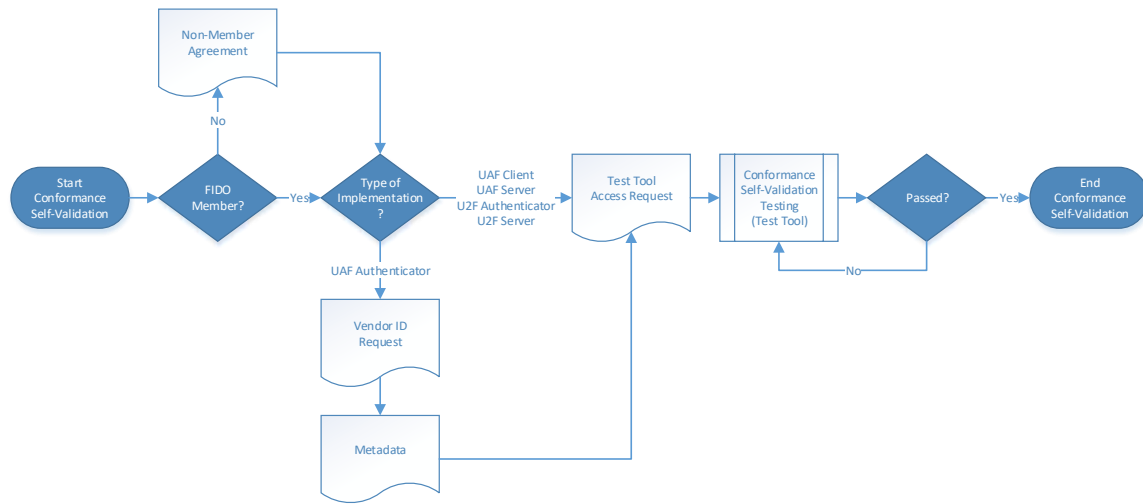 Non-Member
Agreement
No
Start
Conformance
Self-Validation
FIDO
Member?
Yes
Type of
Implementation
?
UAF Client
UAF Server
U2F Authenticator
U2F Server
Test Tool
Access Request
Conformance
Self-Validation
Testing
(Test Tool)
Passed?
Yes
End
Conformance
Self-Validation
No
UAF Authenticator
Vendor ID
Request
Metadata